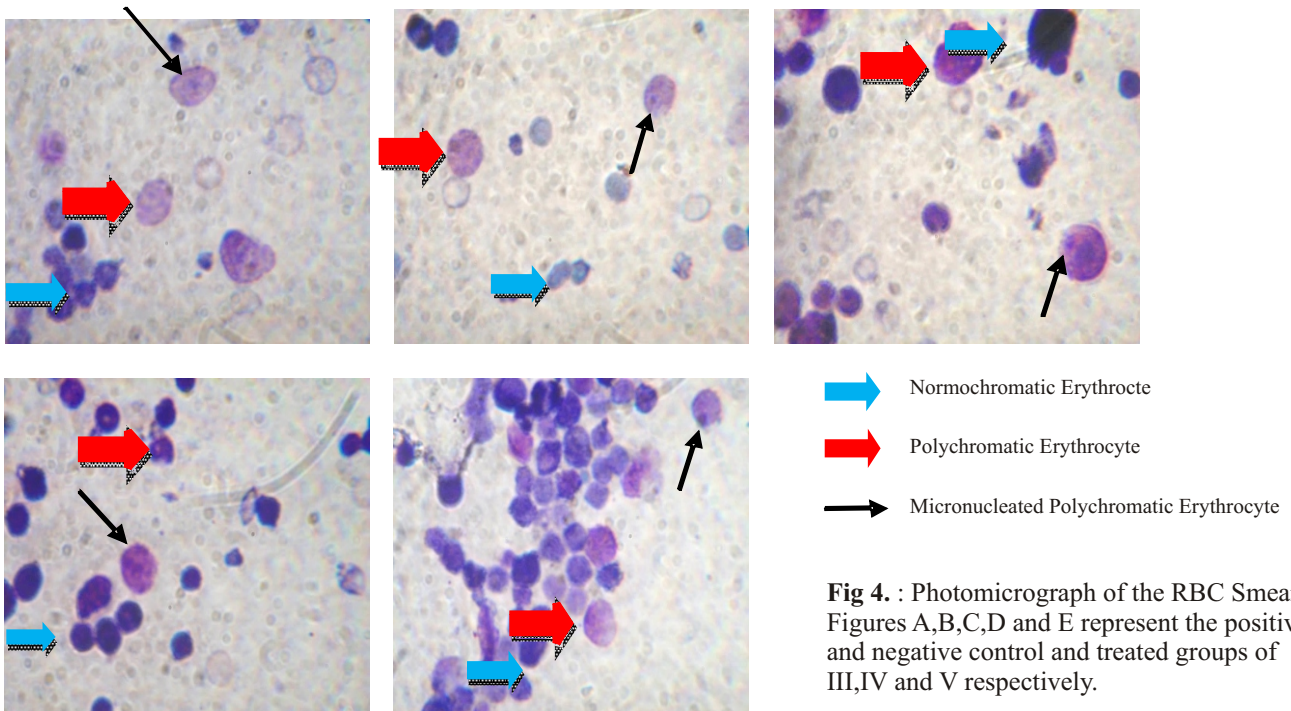 Normochromatic Erythrocte
Polychromatic Erythrocyte
Micronucleated Polychromatic Erythrocyte
Fig 4. : Photomicrograph of the RBC Smea
Figures A,B,C,D and E represent the positiv
and negative control and treated groups of
III,IV and V respectively.